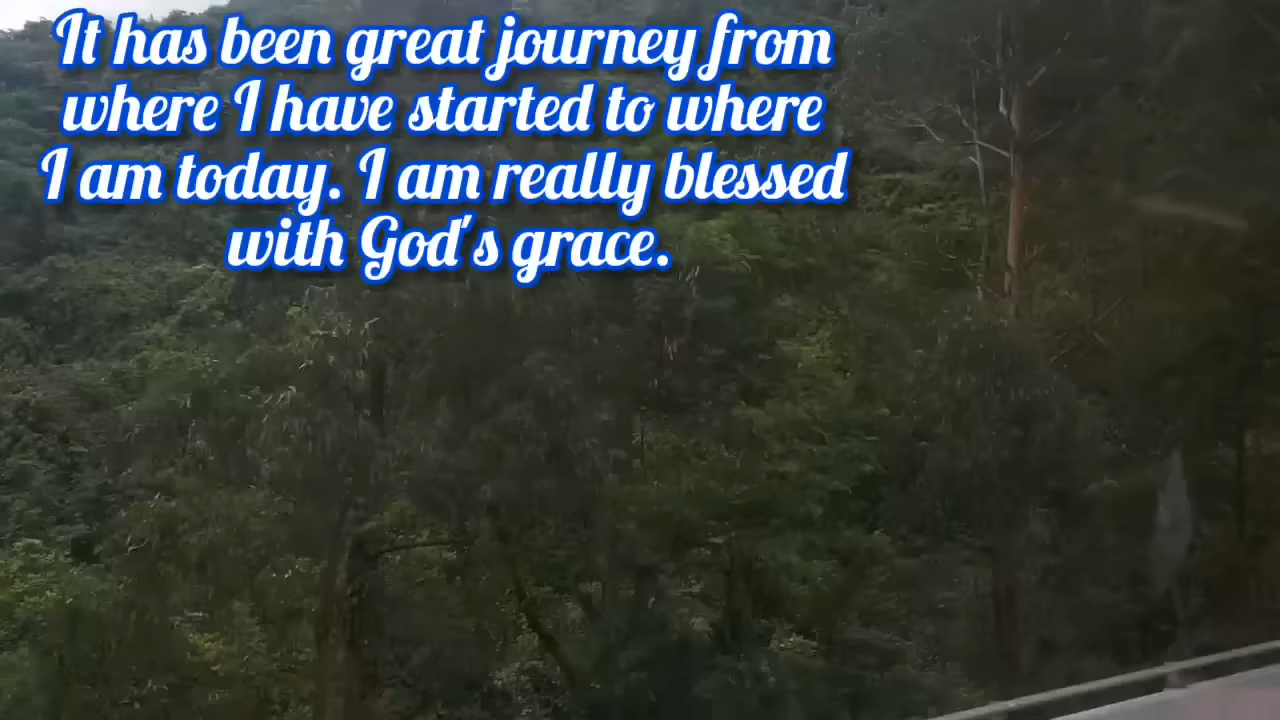 It has been great journey from
where I have started to where
I am today. I am really blessed
with God's grace.